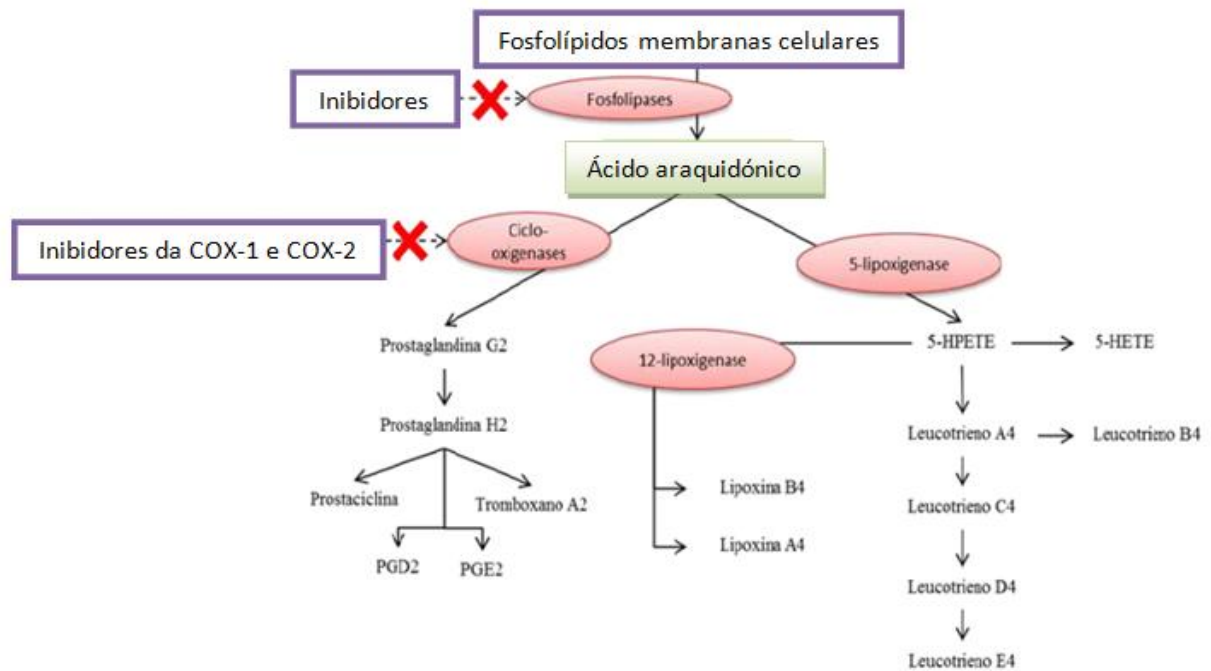 Fosfolípidos membranas celulares
Inibidores
Fosfolipases
Ácido araquidónico
Inibidores da COX-1 e COX-2
Ciclo-
oxigenases
5-lipoxigenase
Prostaglandina G2
12-lipoxigenase
5-HPETE
5-HETE
Prostaglandina H2
Leucotrieno A4
Leucotrieno B4
Prostaciclina
Tromboxano A2
Lipoxina B4
Leucotrieno C4
PGD2
PGE2
Lipoxina A4
Leucotrieno D4
Leucotrieno E4